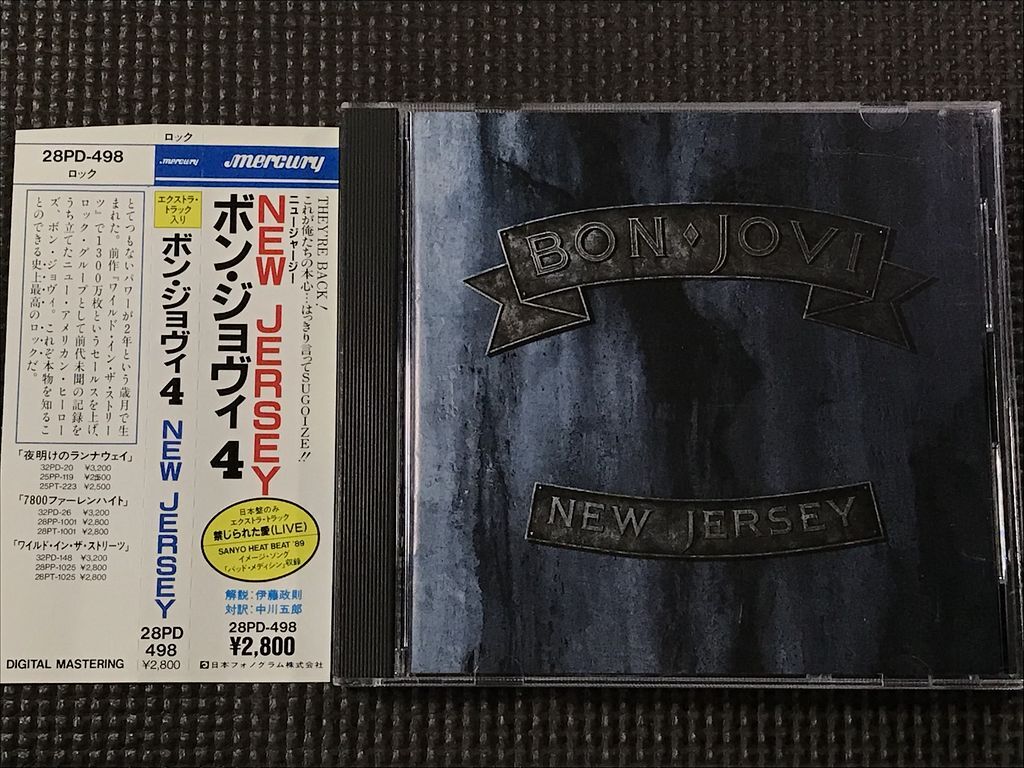 ロック
28PD-498
ロック
とてつもないパワーが2年という歳月で生
まれた。前作『ワイルド・イン・ザ・ストリー
ツ』で1300万枚というセールスを上げ、
ロック・グループとして前代未聞の記録を
うち立てたニュー・アメリカン・ヒーロー
ズ、ボン・ジョヴィ。これぞ本物を知るこ
とのできる史上最高のロックだ。
「夜明けのランナウェイ」
32PD-20 ¥3,200
25PP-119 ¥2,500
25PT-223 ¥2,500
「7800ファーレンハイト」
32PD-26 ¥3,200
28PP-1001 ¥2,800
28PT-1001 ¥2,800
「ワイルド・イン・ザ・ストリーツ」
32PD-148 ¥3,200
28PP-1025 ¥2,800
28PT-1025 ¥2,800
DIGITAL MASTERING
mercury
エクストラ・
トラック
入り
ボン・ジョヴィ4 NEW JERSEY
28PD
498
¥2,800
mercury
THEY'RE BACK!
これが俺たちの本心…はっきり言ってSUGOIZE!!
ニュージャージー
NEW JERSEY
ボン・ジョヴィ4
日本盤のみ
エクストラ・トラック
禁じられた愛(LIVE)
SANYO HEAT BEAT '89
イメージ・ソング
「バッド・メディシン」収録
解説:伊藤政則
対訳:中川五郎
28PD-498
¥2,800
日本フォノグラム株式会社
BON JOVI
NEW JERSEY